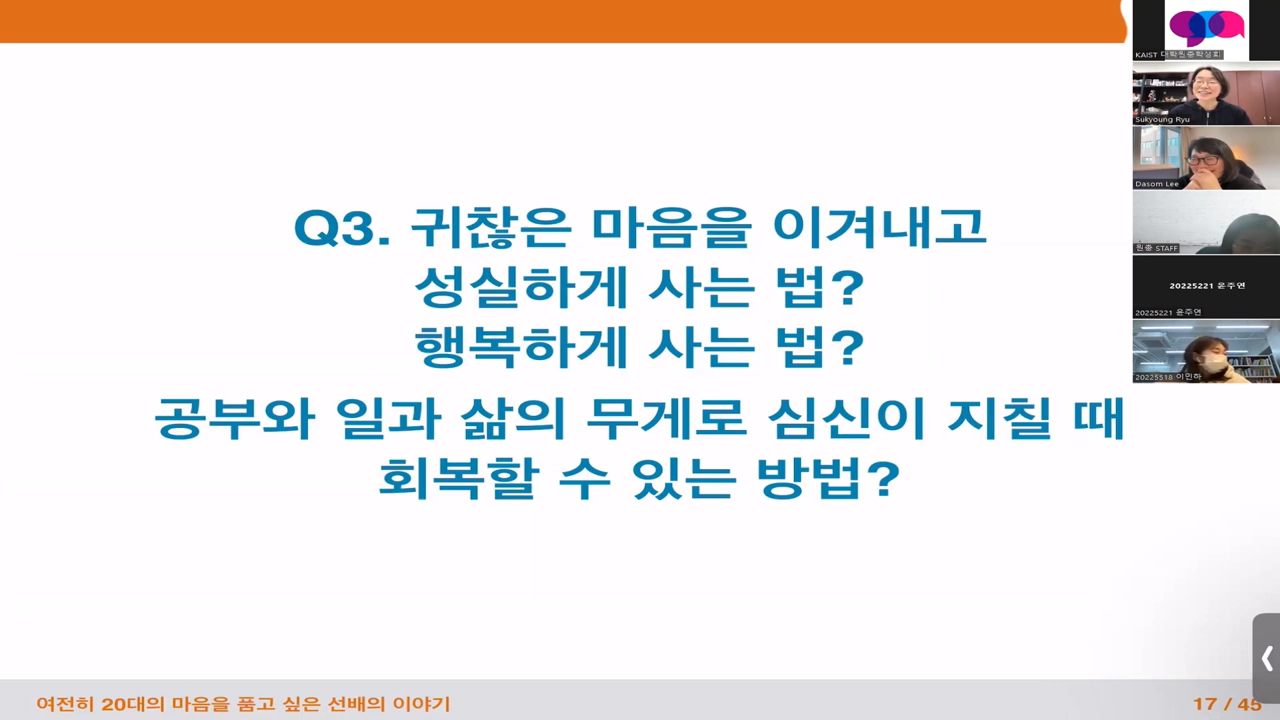 Q3. 귀찮은 마음을 이겨내고
성실하게 사는 법?
행복하게 사는 법?
공부와 일과 삶의 무게로 심신이 지칠 때
회복할 수 있는 방법?
여전히 20대의 마음을 품고 싶은 선배의 이야기
17 / 45
KAIST 대학원총학생회
Sukyoung Ryu
Dasom Lee
원총 STAFF
20225221 윤주연
20225221 윤주연
20225518 이민하